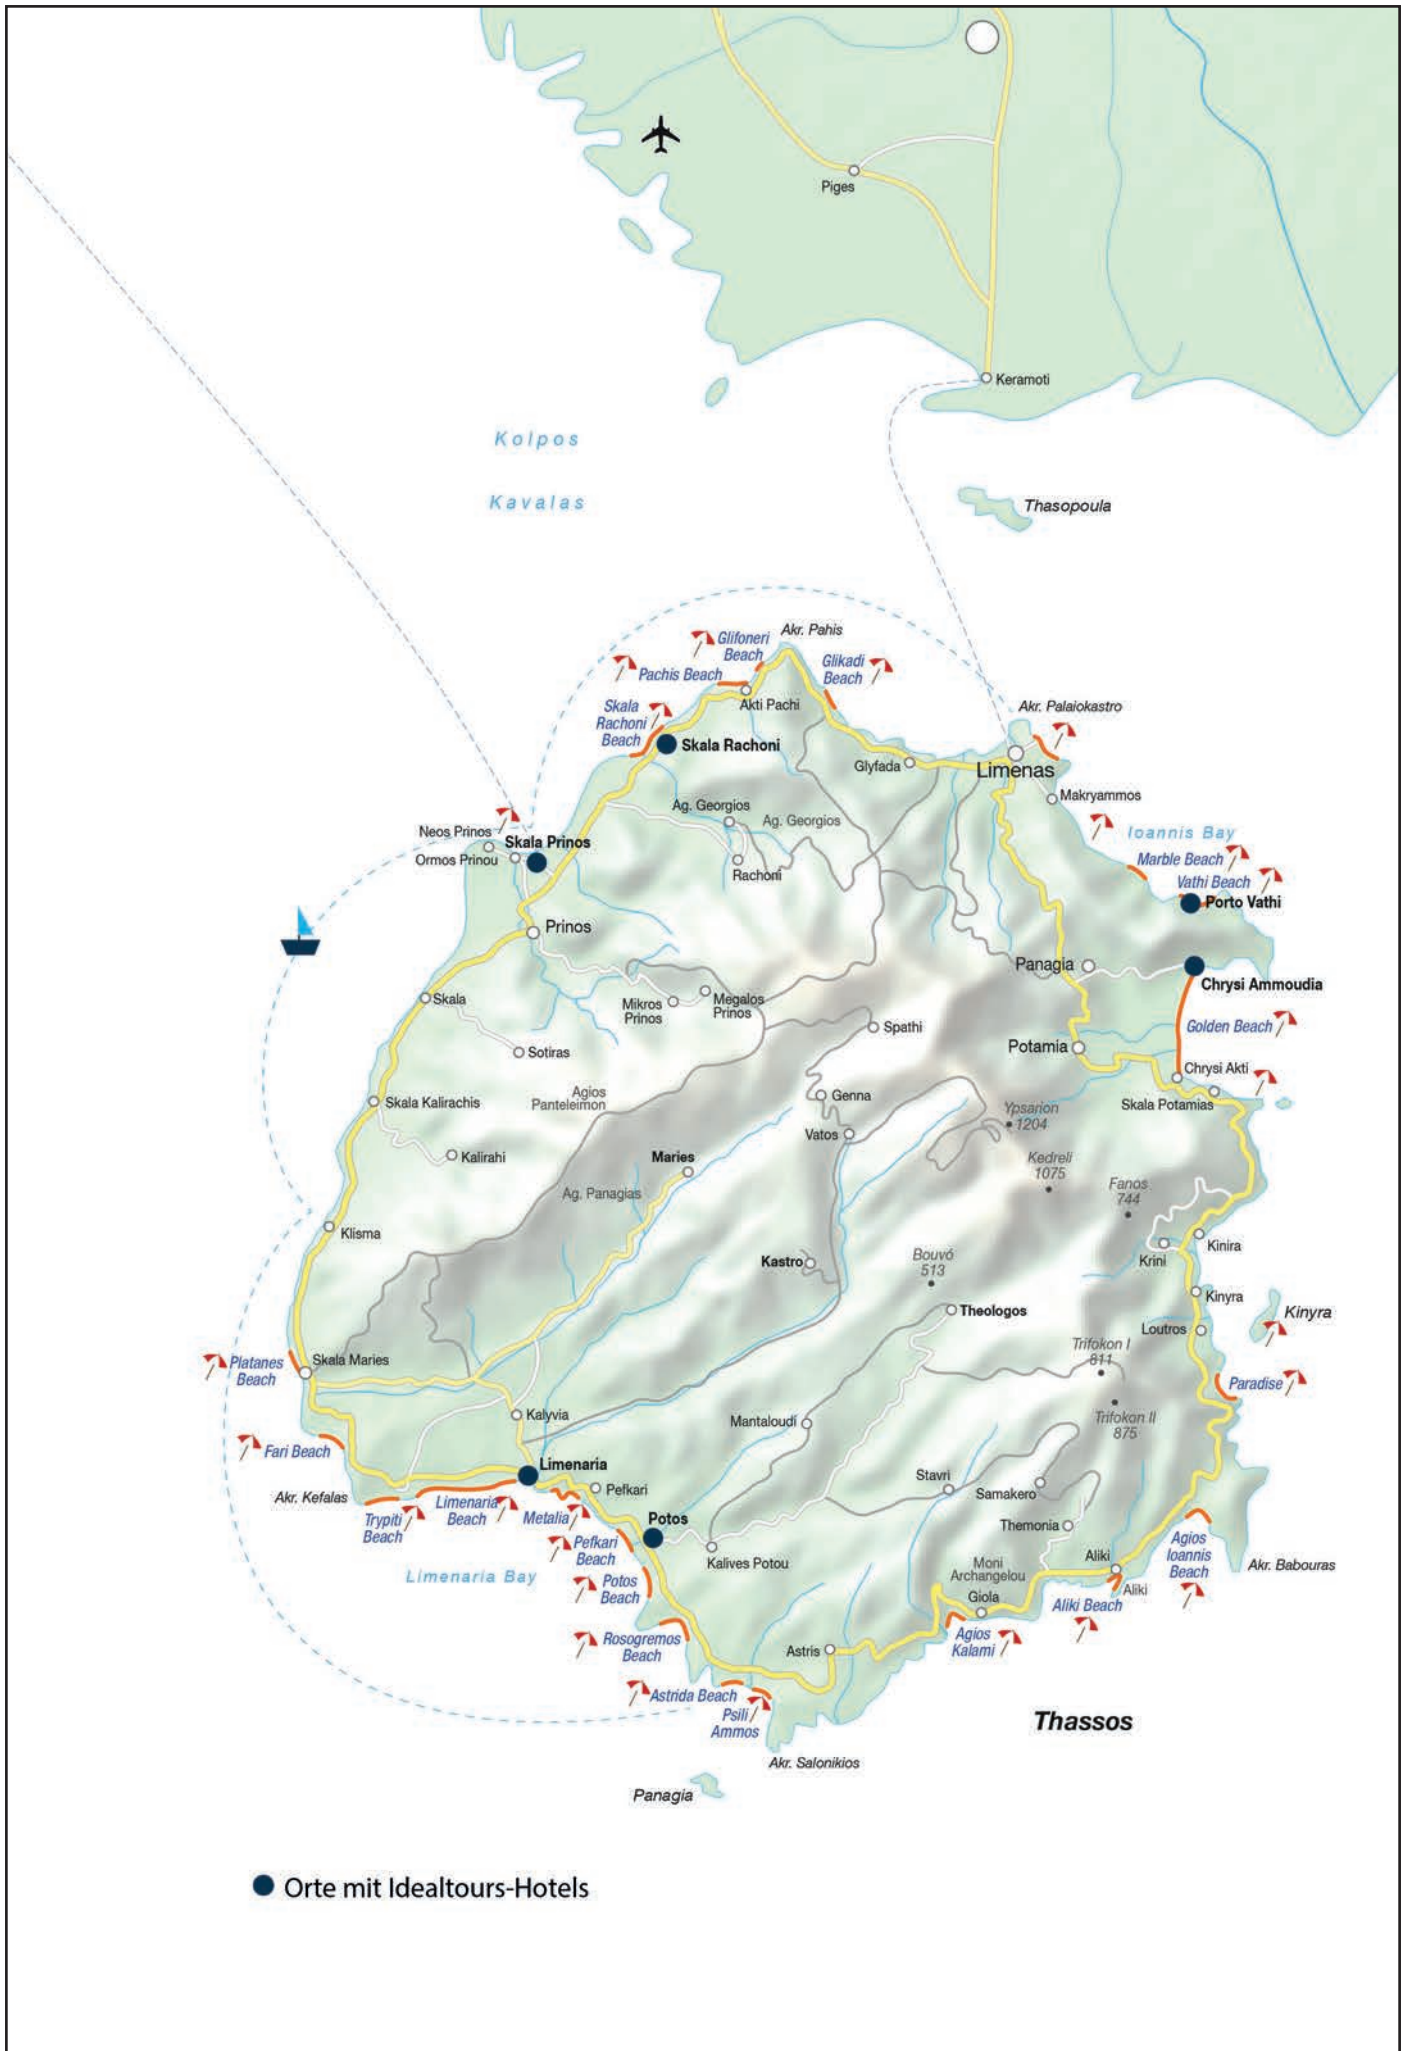 Piges
Keramoti
Kolpos
Kavalas
Thasopoula
Akr. Pahis
Glifoneri
Beach
Pachis Beach
Glikadi
Beach
Akti Pachi
Skala
Rachoni
Beach
Skala Rachoni
Akr. Palaiokastro
Glyfada
Limenas
Makryammos
Ag. Georgios
Ag. Georgios
Rachoni
Ioannis Bay
Marble Beach
Vathi Beach
Porto Vathi
Neos Prinos
Skala Prinos
Ormos Prinou
Prinos
Panagia
Chrysi Ammoudia
Golden Beach
Skala
Mikros
Prinos
Megalos
Prinos
Spathi
Sotiras
Potamia
Chrysi Akti
Skala Potamias
Agios
Panteleimon
Skala Kalirachis
Genna
Vatos
Ypsarion
1204
Kalirahi
Maries
Kedreli
1075
Ag. Panagias
Fanos
744
Klisma
Kinira
Krini
Kastro
Bouvó
513
Kinyra
Kinyra
Theologos
Loutros
Trifokon I
811
Platanes
Beach
Skala Maries
Paradise
Kalyvia
Mantaloudi
Trifokon II
875
Fari Beach
Limenaria
Pefkari
Stavri
Samakero
Akr. Kefalas
Trypiti
Beach
Limenaria
Beach
Metalia
Potos
Themonia
Pefkari
Beach
Kalives Potou
Agios
Ioannis
Beach
Akr. Babouras
Limenaria Bay
Potos
Beach
Moni
Archangelou
Aliki
Aliki
Giola
Aliki Beach
Rosogremos
Beach
Astris
Agios
Kalami
Astrida Beach
Psili
Ammos
Thassos
Akr. Salonikios
Panagia
Orte mit Idealtours-Hotels